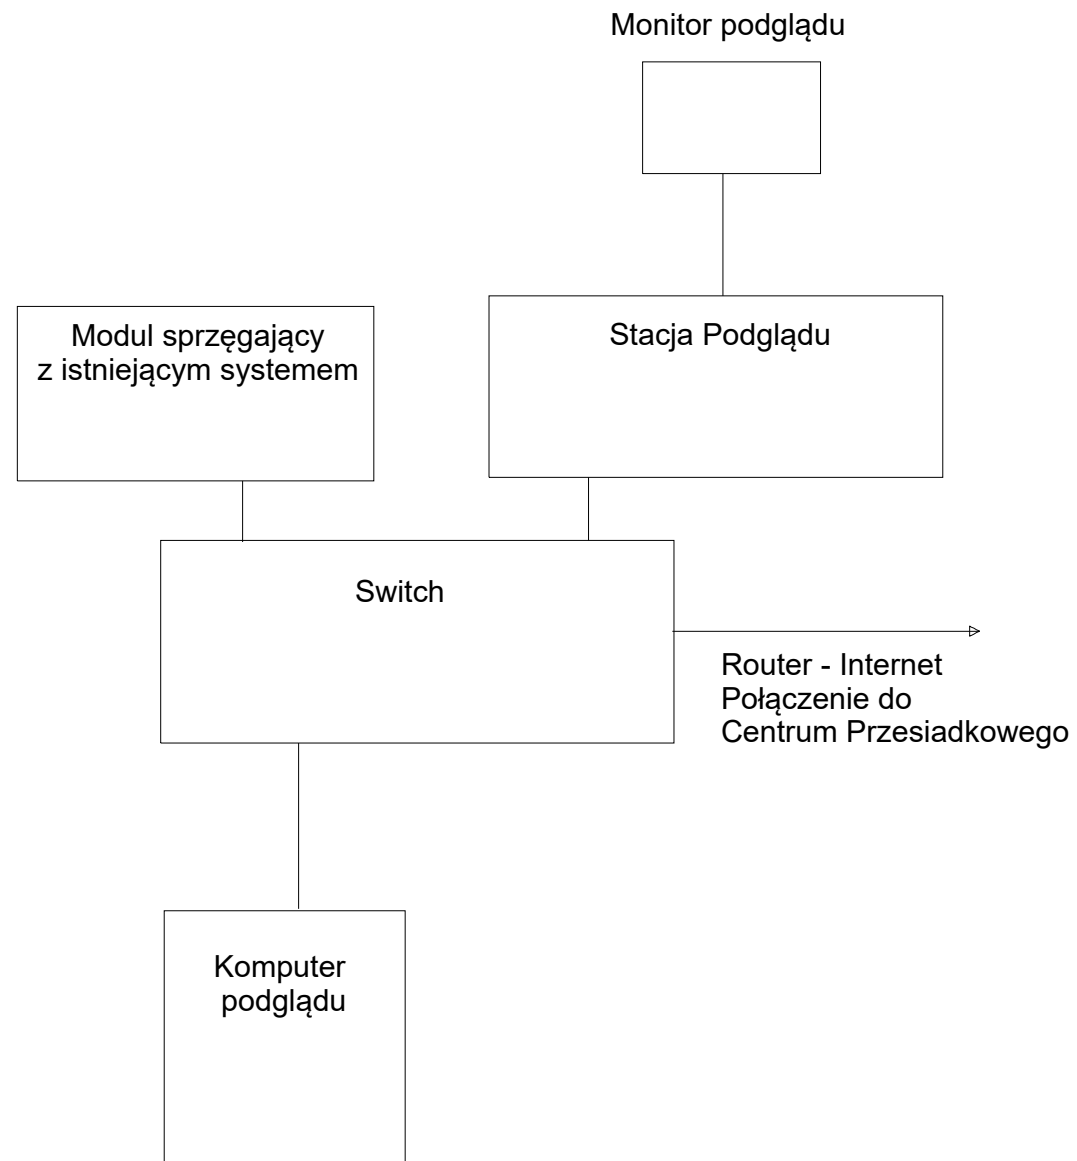 Monitor podglądu
Modul sprzęgający
z istniejącym systemem
Stacja Podglądu
Switch
Router - Internet
Połączenie do
Centrum Przesiadkowego
Komputer
podglądu